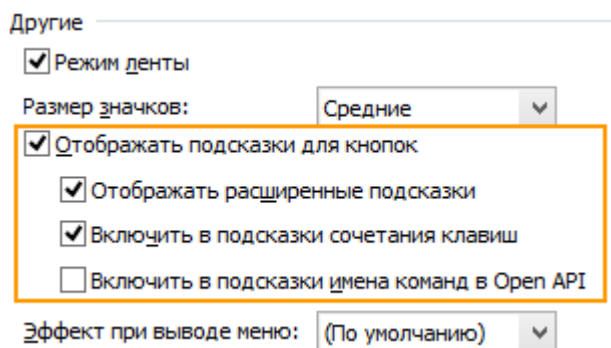 Другие
Режим ленты
Размер значков: Средние
Отображать подсказки для кнопок
Отображать расширенные подсказки
Включить в подсказки сочетания клавиш
Включить в подсказки имена команд в Open API
Эффект при выводе меню: (По умолчанию)